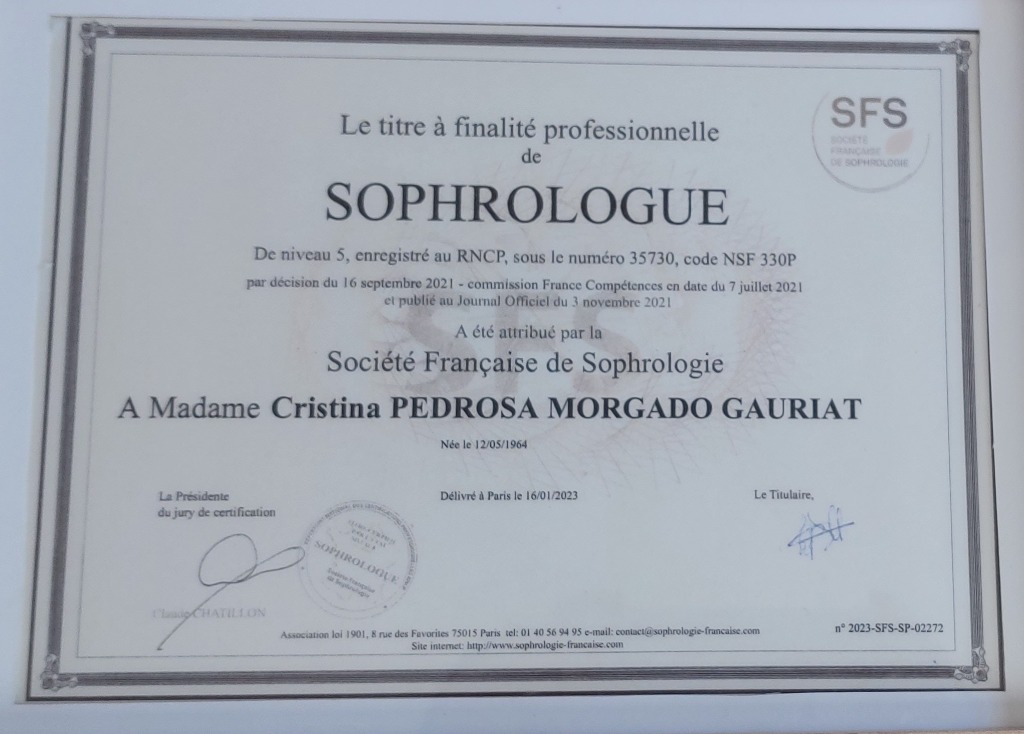 SFS
SOCIÉTÉ
FRANÇAISE
DE SOPHROLOGIE
Le titre à finalité professionnelle
de
SOPHROLOGUE
De niveau 5, enregistré au RNCP, sous le numéro 35730, code NSF 330P
par décision du 16 septembre 2021 - commission France Compétences en date du 7 juillet 2021
et publié au Journal Officiel du 3 novembre 2021
SFS
A été attribué par la
Société Française de Sophrologie
A Madame Cristina PEDROSA MORGADO GAURIAT
Née le 12/05/1964
La Présidente
du jury de certification
Délivré à Paris le 16/01/2023
Le Titulaire,
SOPHROLOGUE
Société Française
de Sophrologie
Claude CHATILLON
Association loi 1901, 8 rue des Favorites 75015 Paris tel: 01 40 56 94 95 e-mail: contact@sophrologie-francaise.com
Site internet: http://www.sophrologie-francaise.com
n° 2023-SFS-SP-02272